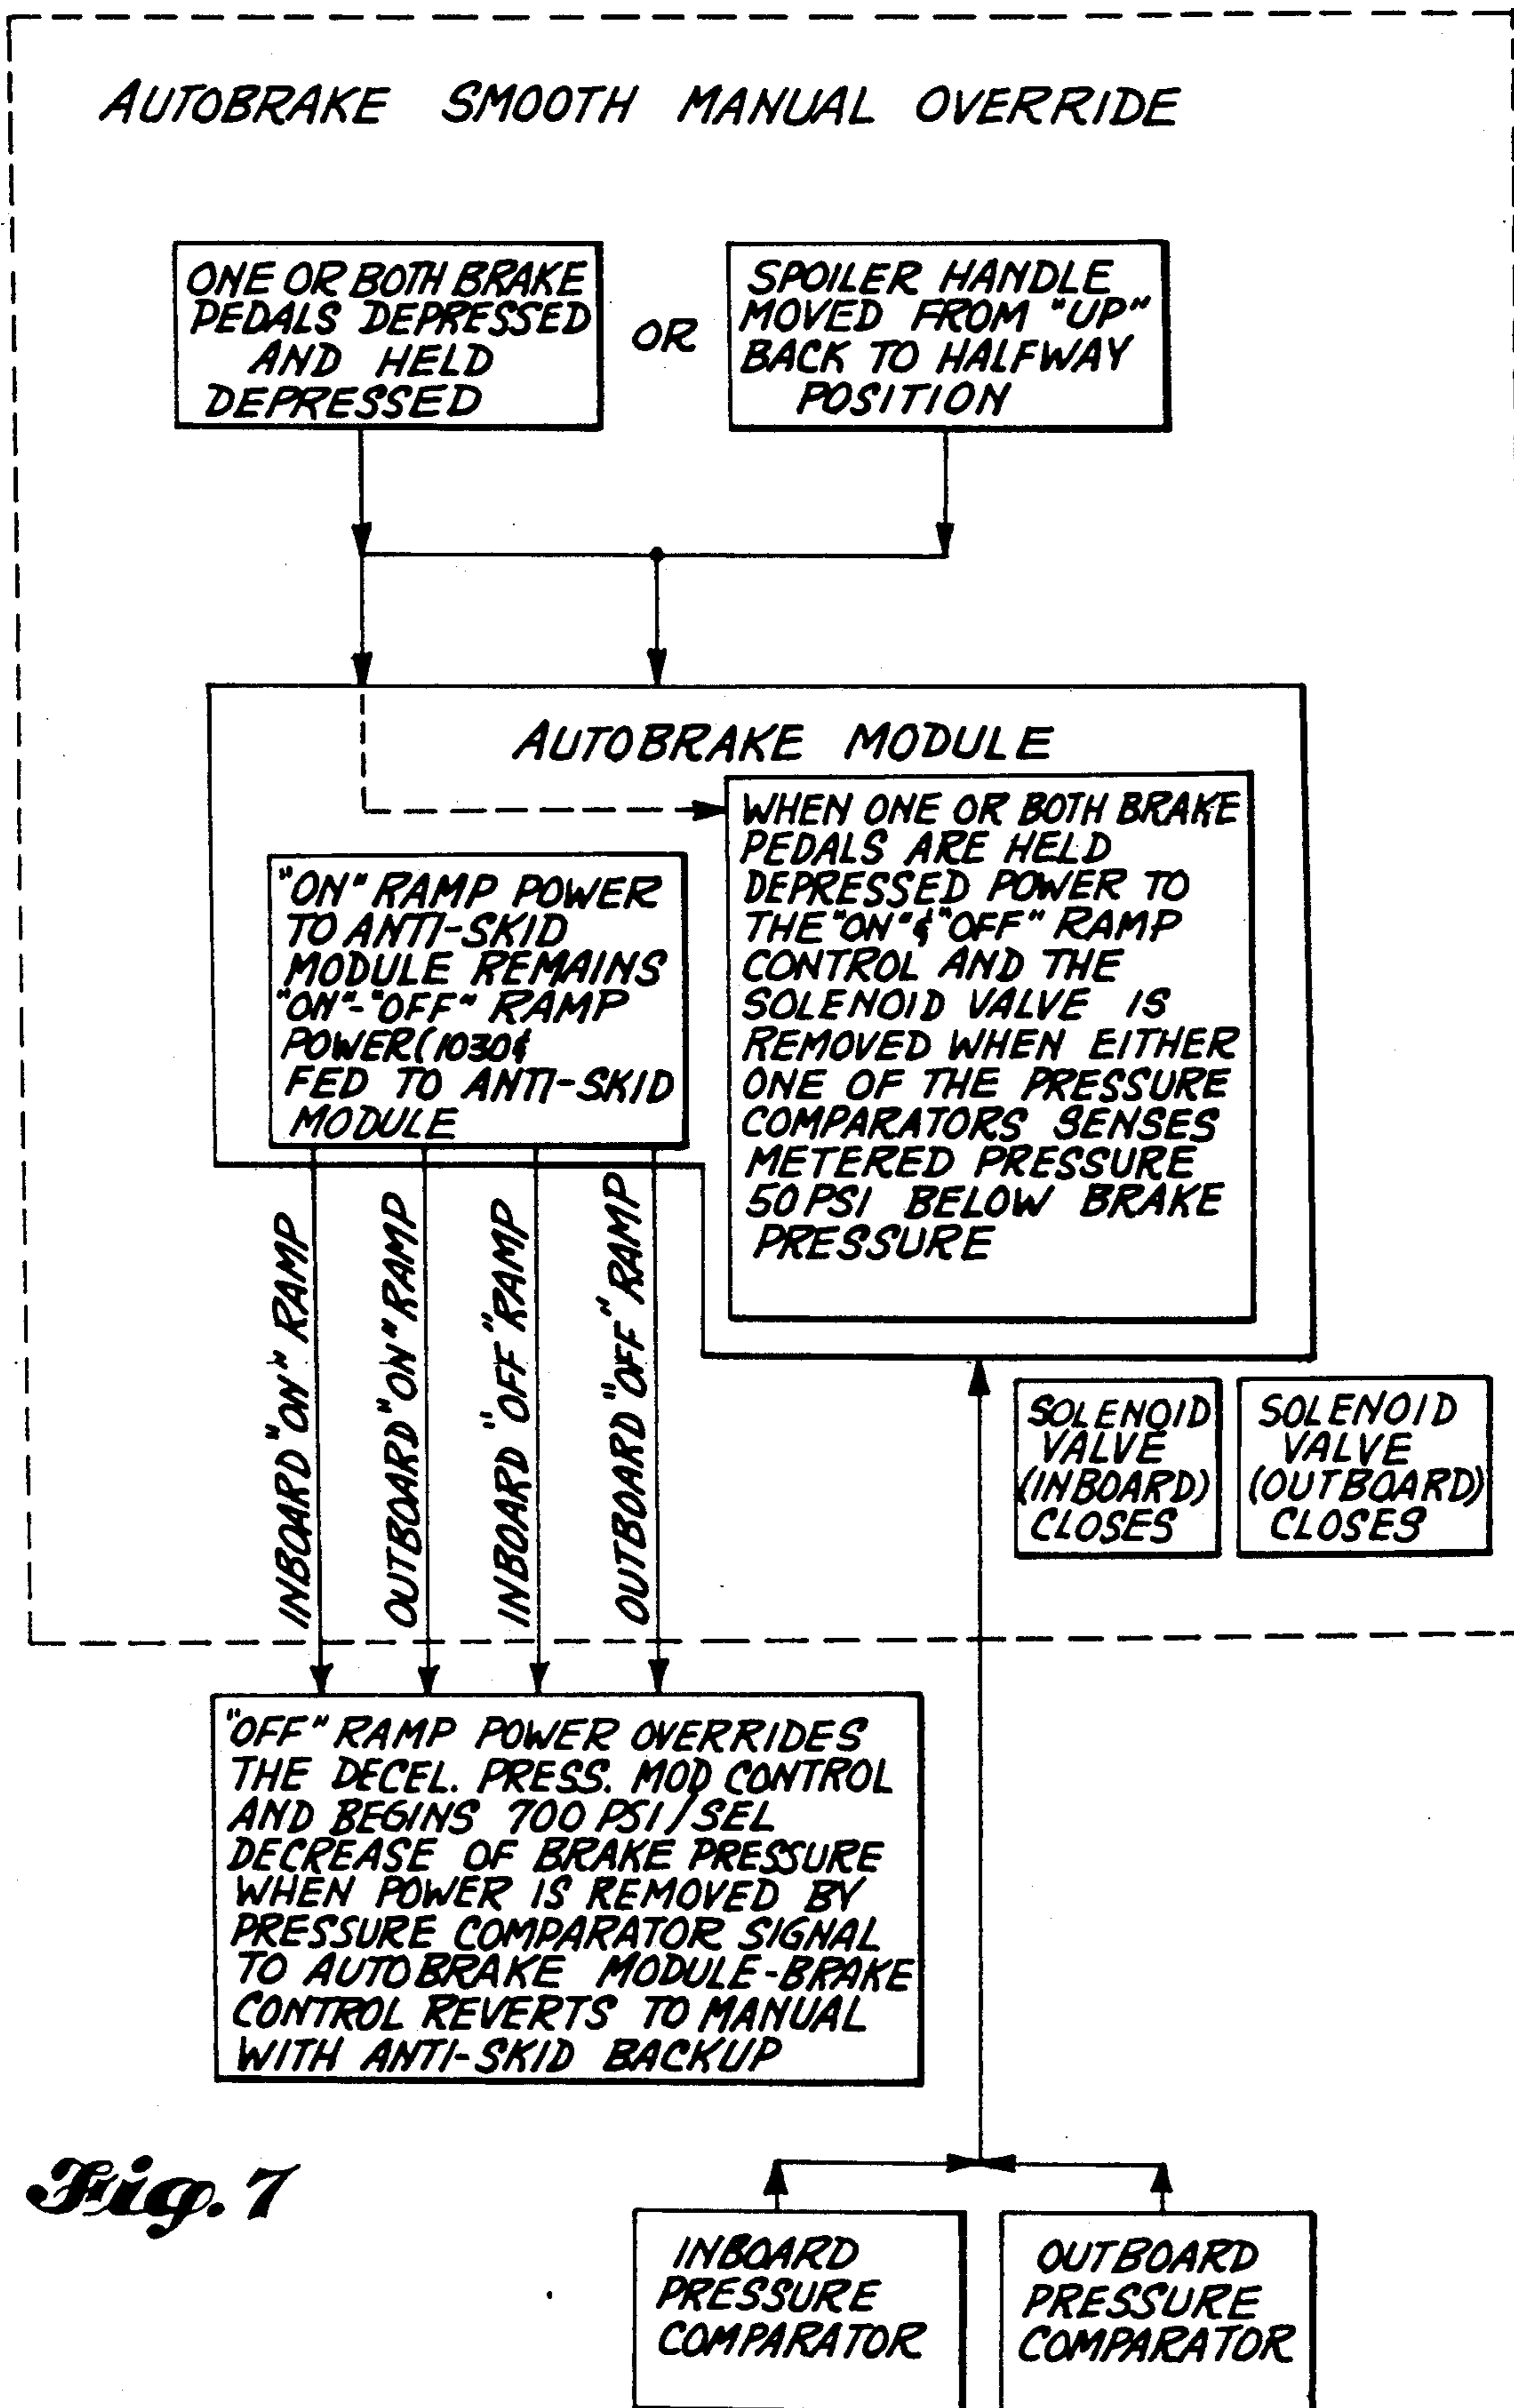 AUTOBRAKE SMOOTH MANUAL OVERRIDE
ONE OR BOTH BRAKE
PEDALS DEPRESSED
AND HELD
DEPRESSED
OR
SPOILER HANDLE
MOVED FROM "UP"
BACK TO HALFWAY
POSITION
AUTOBRAKE MODULE
"ON" RAMP POWER
TO ANTI-SKID
MODULE REMAINS
"ON"-"OFF" RAMP
POWER(1030&
FED TO ANTI-SKID
MODULE
WHEN ONE OR BOTH BRAKE
PEDALS ARE HELD
DEPRESSED POWER TO
THE "ON" & "OFF" RAMP
CONTROL AND THE
SOLENOID VALVE IS
REMOVED WHEN EITHER
ONE OF THE PRESSURE
COMPARATORS SENSES
METERED PRESSURE
50 PSI BELOW BRAKE
PRESSURE
INBOARD "ON" RAMP
OUTBOARD "ON" RAMP
INBOARD "OFF" RAMP
OUTBOARD "OFF" RAMP
SOLENOID
VALVE
(INBOARD)
CLOSES
SOLENOID
VALVE
(OUTBOARD)
CLOSES
"OFF" RAMP POWER OVERRIDES
THE DECEL. PRESS. MOD CONTROL
AND BEGINS 700 PSI/SEL
DECREASE OF BRAKE PRESSURE
WHEN POWER IS REMOVED BY
PRESSURE COMPARATOR SIGNAL
TO AUTOBRAKE MODULE-BRAKE
CONTROL REVERTS TO MANUAL
WITH ANTI-SKID BACKUP
Fig. 7
INBOARD
PRESSURE
COMPARATOR
OUTBOARD
PRESSURE
COMPARATOR